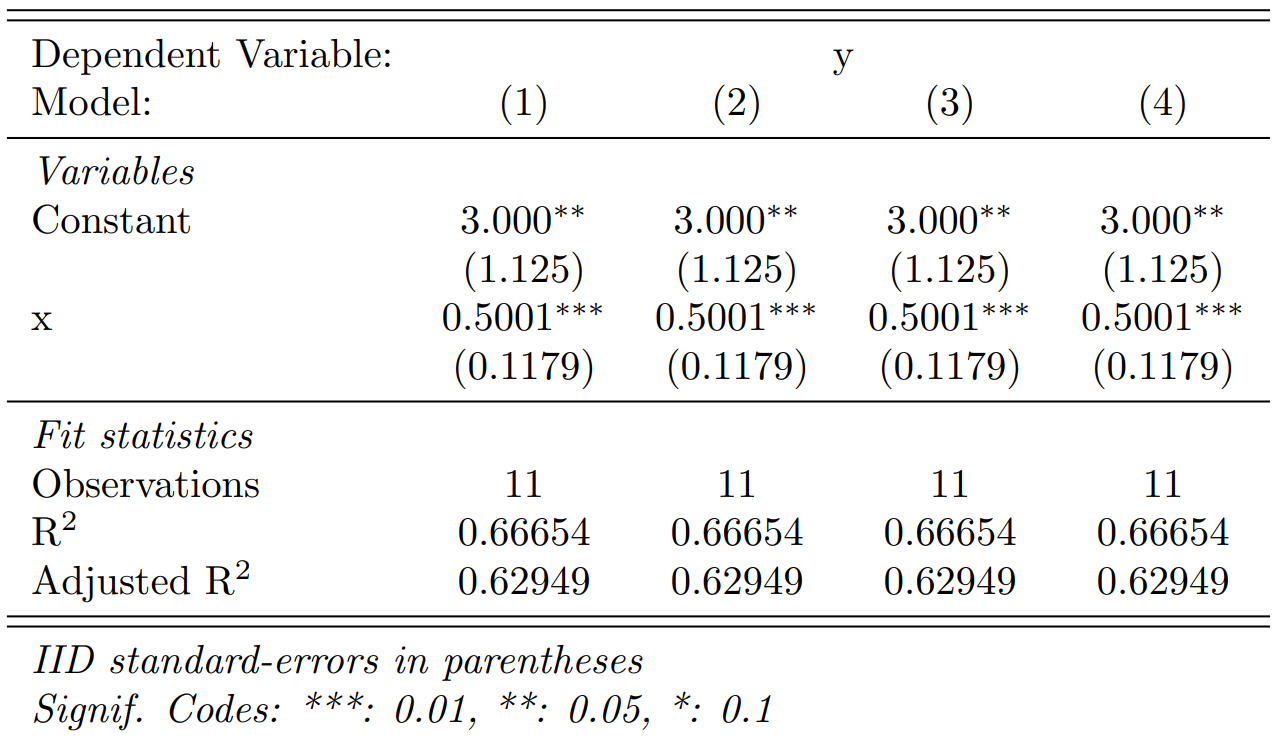 Dependent Variable: y
Model: (1) (2) (3) (4)
Variables
Constant 3.000** 3.000** 3.000** 3.000**
(1.125) (1.125) (1.125) (1.125)
x 0.5001*** 0.5001*** 0.5001*** 0.5001***
(0.1179) (0.1179) (0.1179) (0.1179)
Fit statistics
Observations 11 11 11 11
R² 0.66654 0.66654 0.66654 0.66654
Adjusted R² 0.62949 0.62949 0.62949 0.62949
IID standard-errors in parentheses
Signif. Codes: ***: 0.01, **: 0.05, *: 0.1